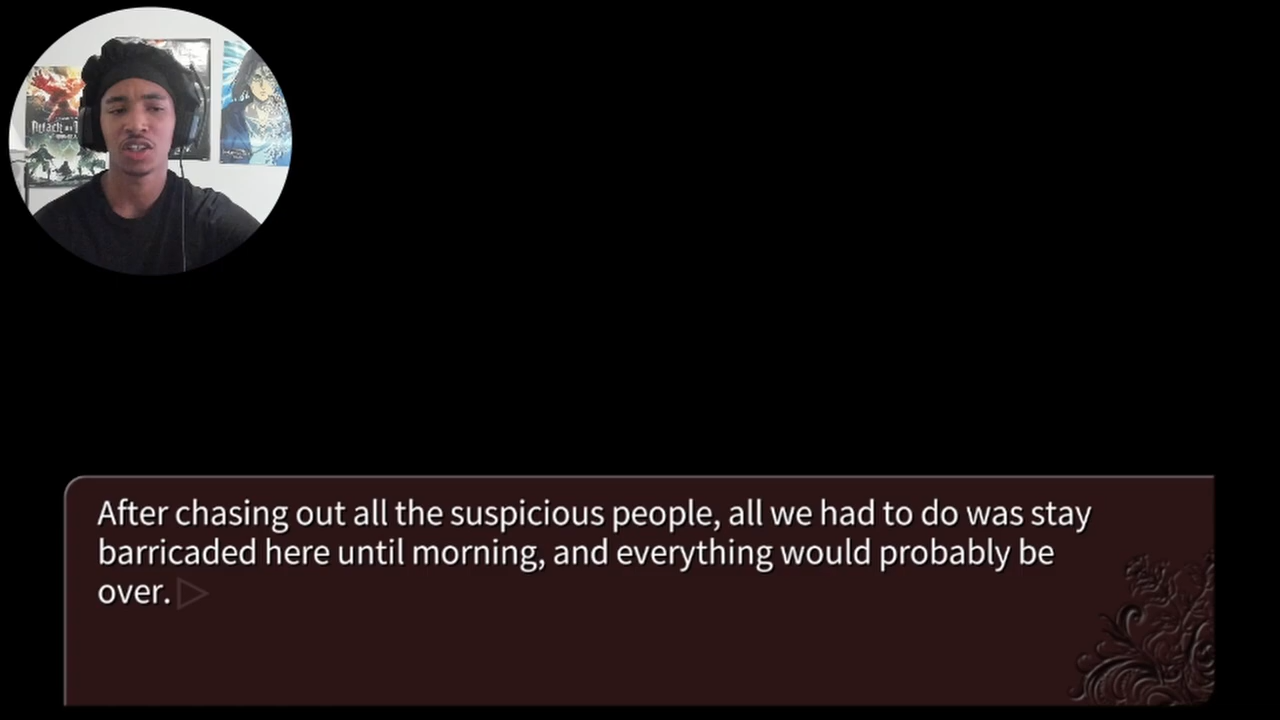 After chasing out all the suspicious people, all we had to do was stay
barricaded here until morning, and everything would probably be
over.